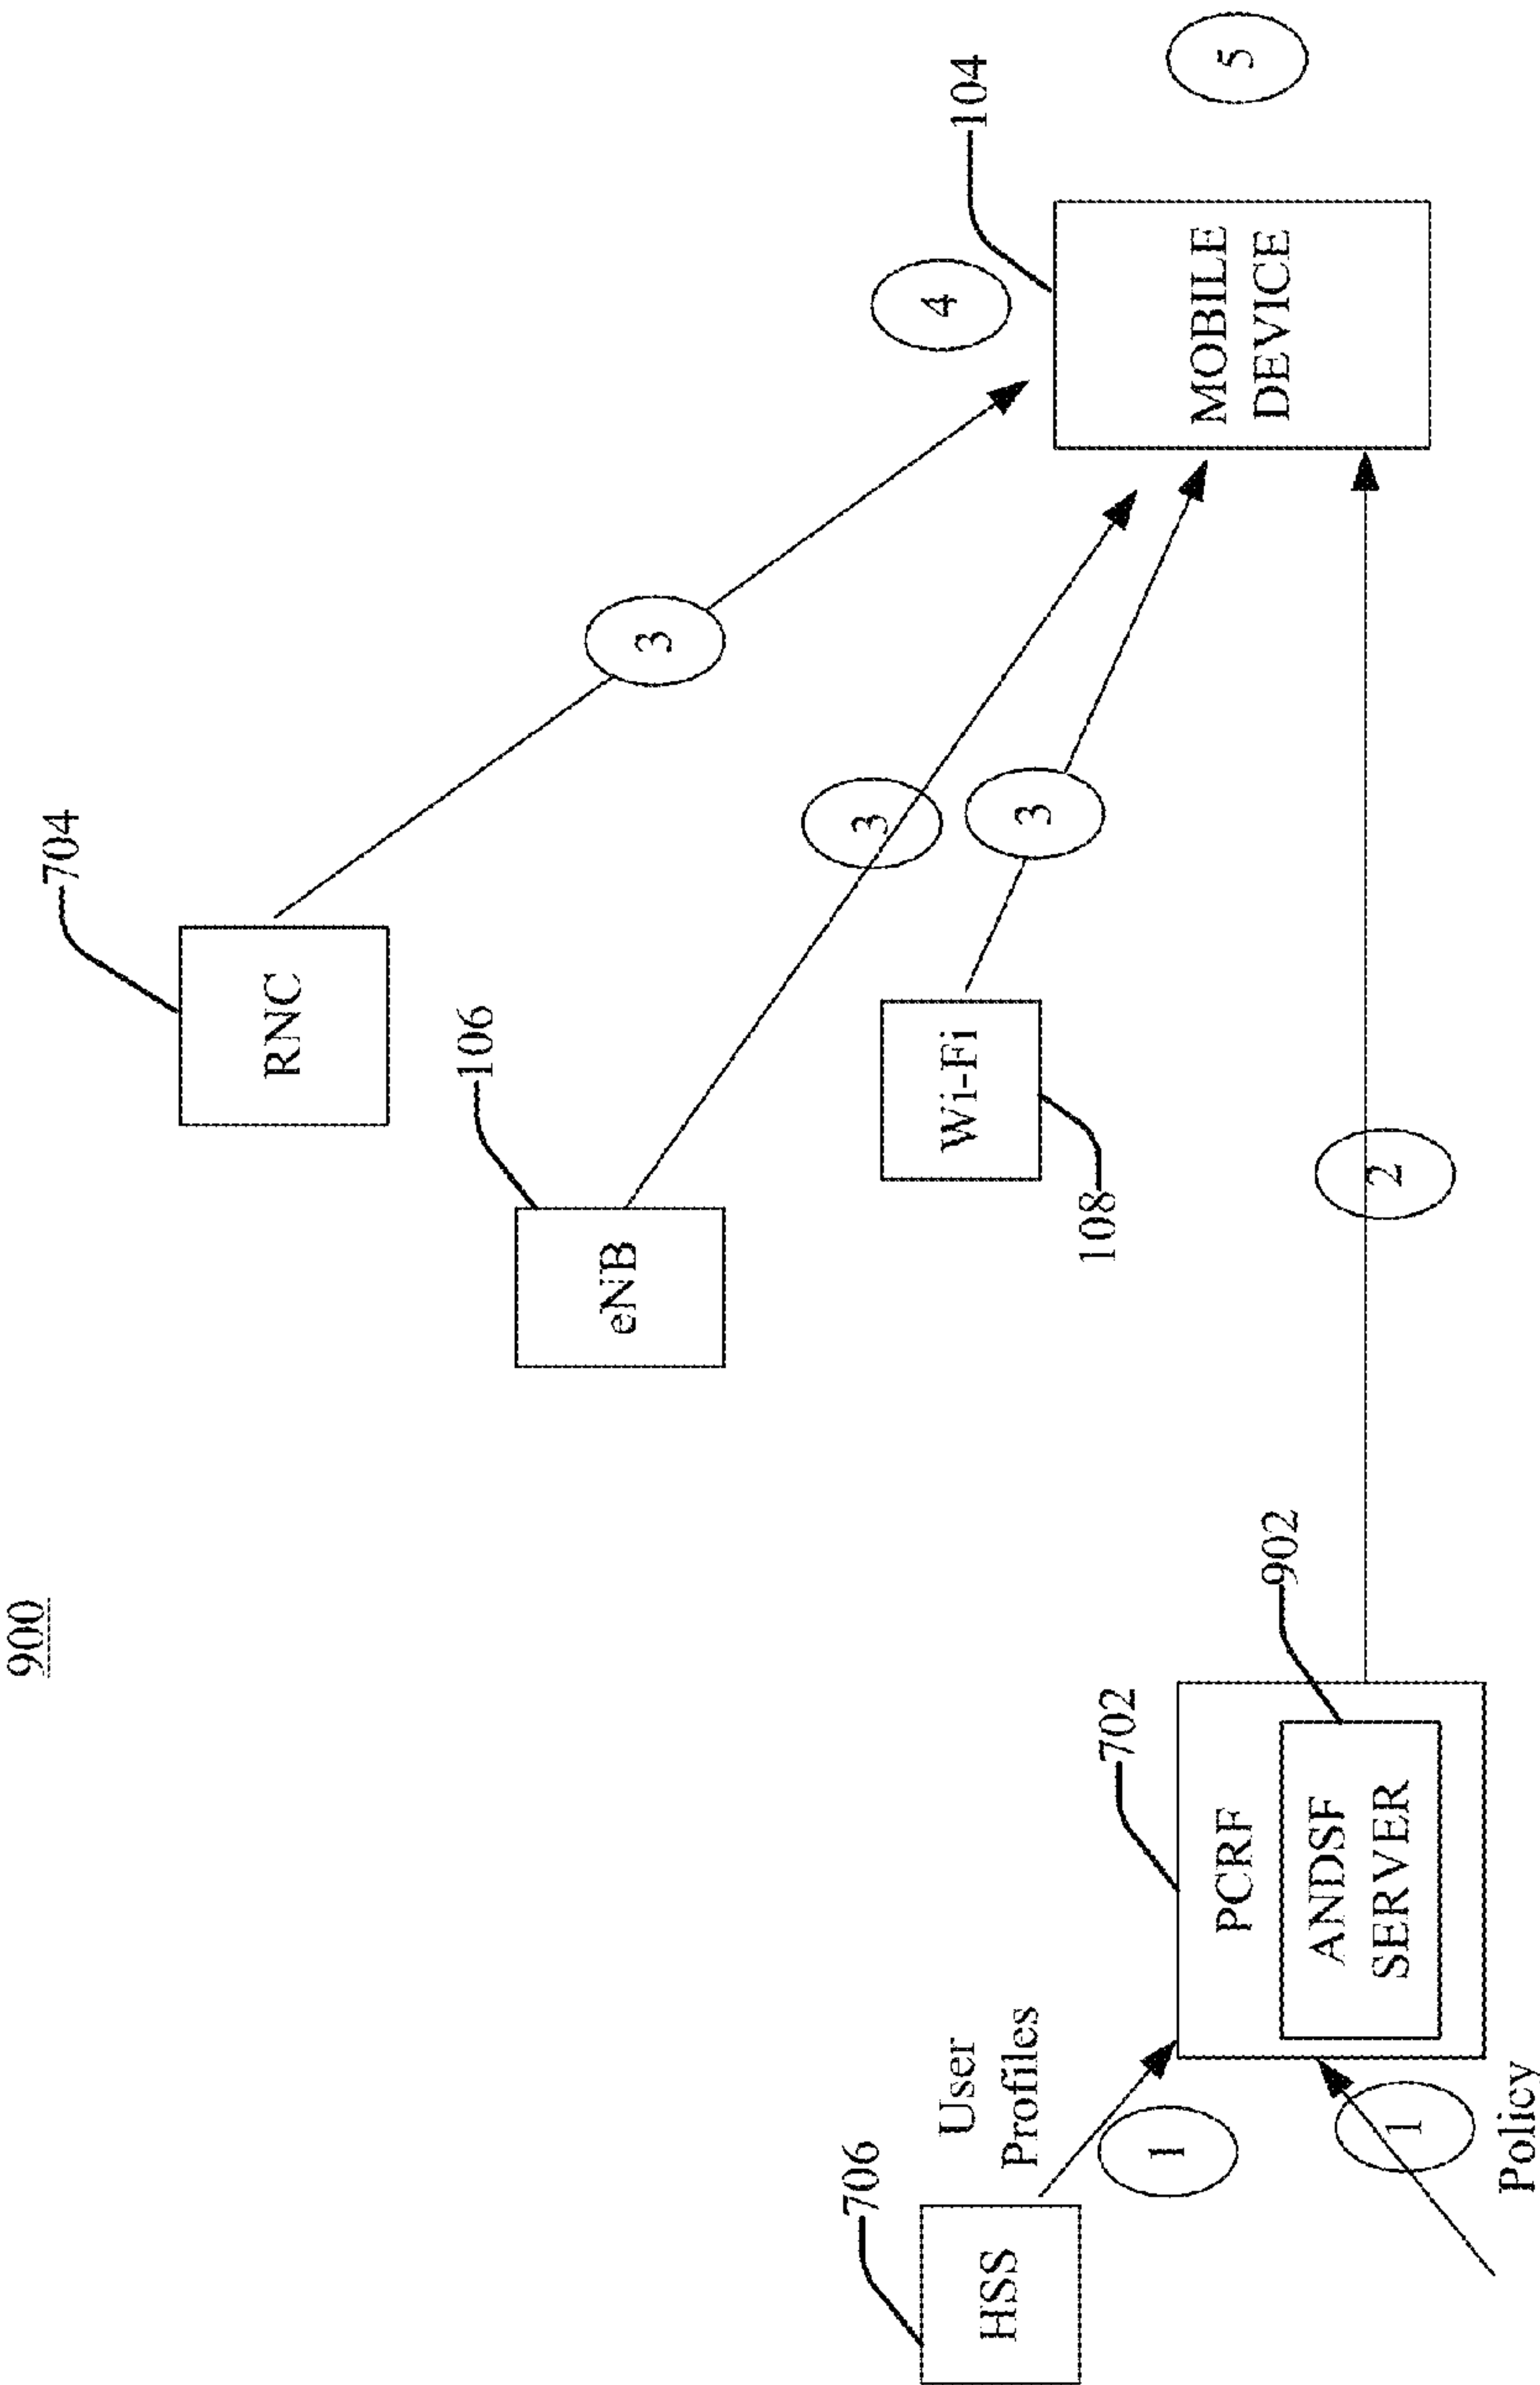 900
704
RNC
3
106
eNB
3
Wi-Fi
108
3
4
104
MOBILE
DEVICE
5
706
HSS
User
Profiles
1
702
PCRF
902
ANDSF
SERVER
2
1
Policy